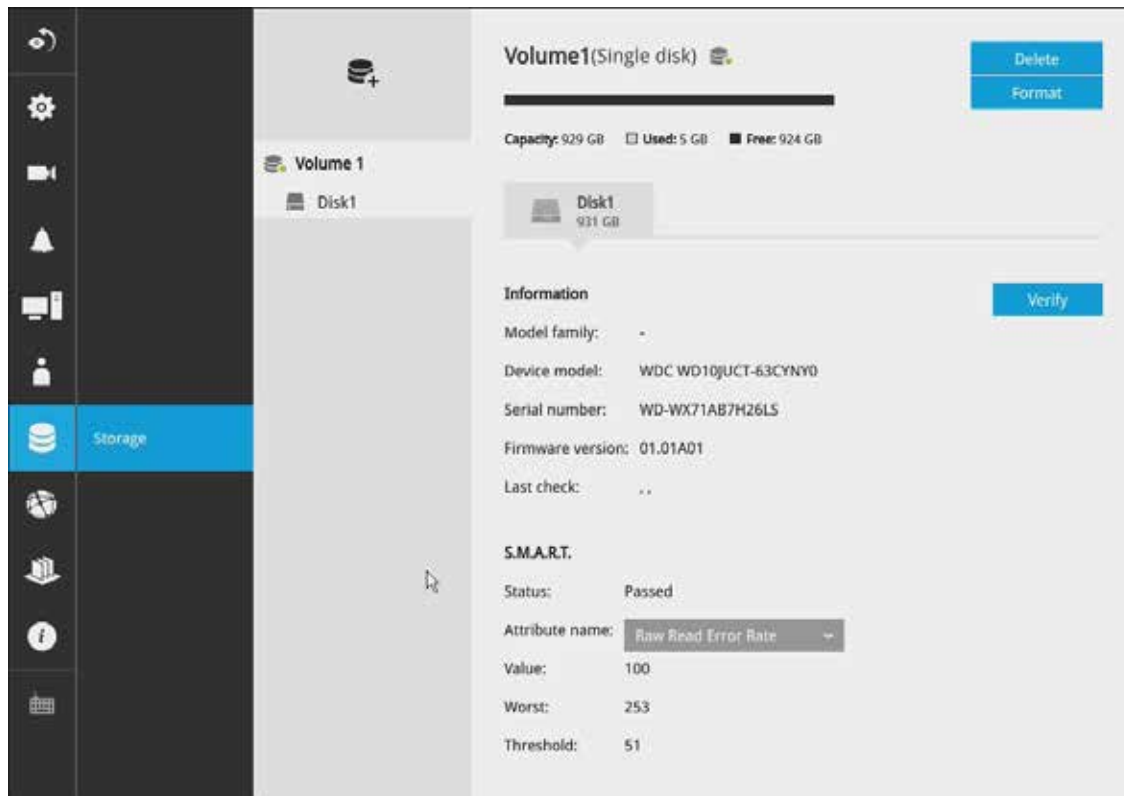 Volume1(Single disk)
Delete
Format
Capacity: 929 GB Used: 5 GB Free: 924 GB
Volume 1
Disk1
Disk1
931 GB
Information
Verify
Model family: -
Device model: WDC WD10JUCT-63CYNY0
Serial number: WD-WX71AB7H26LS
Storage
Firmware version: 01.01A01
Last check: , ,
S.M.A.R.T.
Status: Passed
Attribute name: Raw Read Error Rate
Value: 100
Worst: 253
Threshold: 51